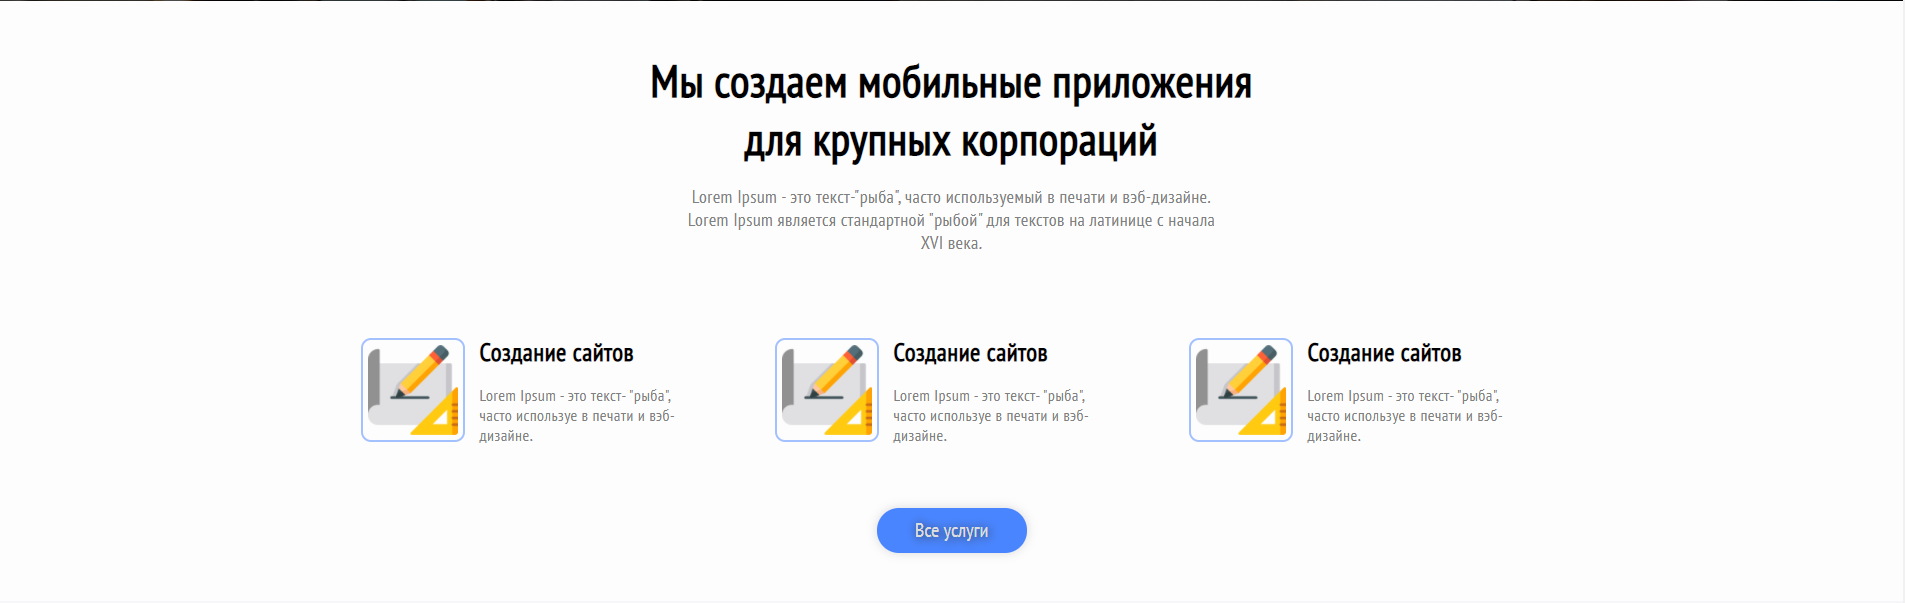 Мы создаем мобильные приложения
для крупных корпораций
Lorem Ipsum - это текст-"рыба", часто используемый в печати и вэб-дизайне.
Lorem Ipsum является стандартной "рыбой" для текстов на латинице с начала
XVI века.
Создание сайтов
Lorem Ipsum - это текст- "рыба",
часто используе в печати и вэб-
дизайне.
Создание сайтов
Lorem Ipsum - это текст- "рыба",
часто используе в печати и вэб-
дизайне.
Создание сайтов
Lorem Ipsum - это текст- "рыба",
часто используе в печати и вэб-
дизайне.
Все услуги